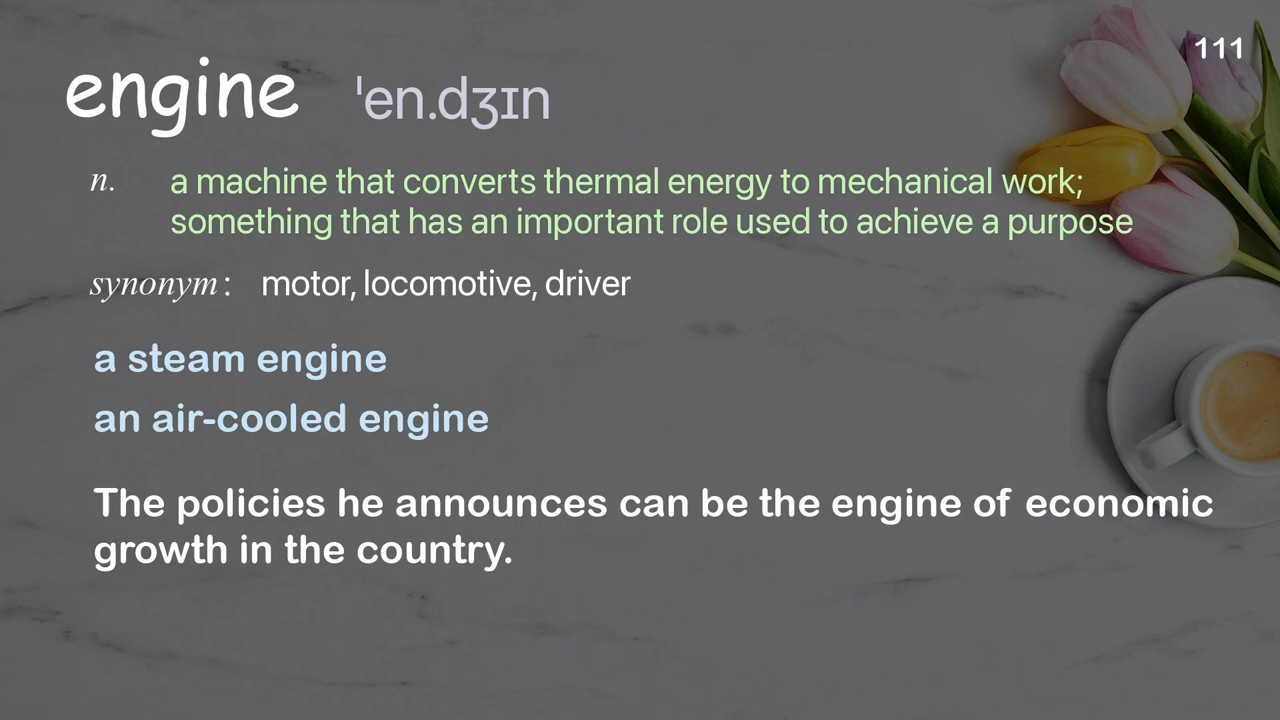 111
engine ˈen.dʒɪn
n. a machine that converts thermal energy to mechanical work;
something that has an important role used to achieve a purpose
synonym: motor, locomotive, driver
a steam engine
an air-cooled engine
The policies he announces can be the engine of economic
growth in the country.